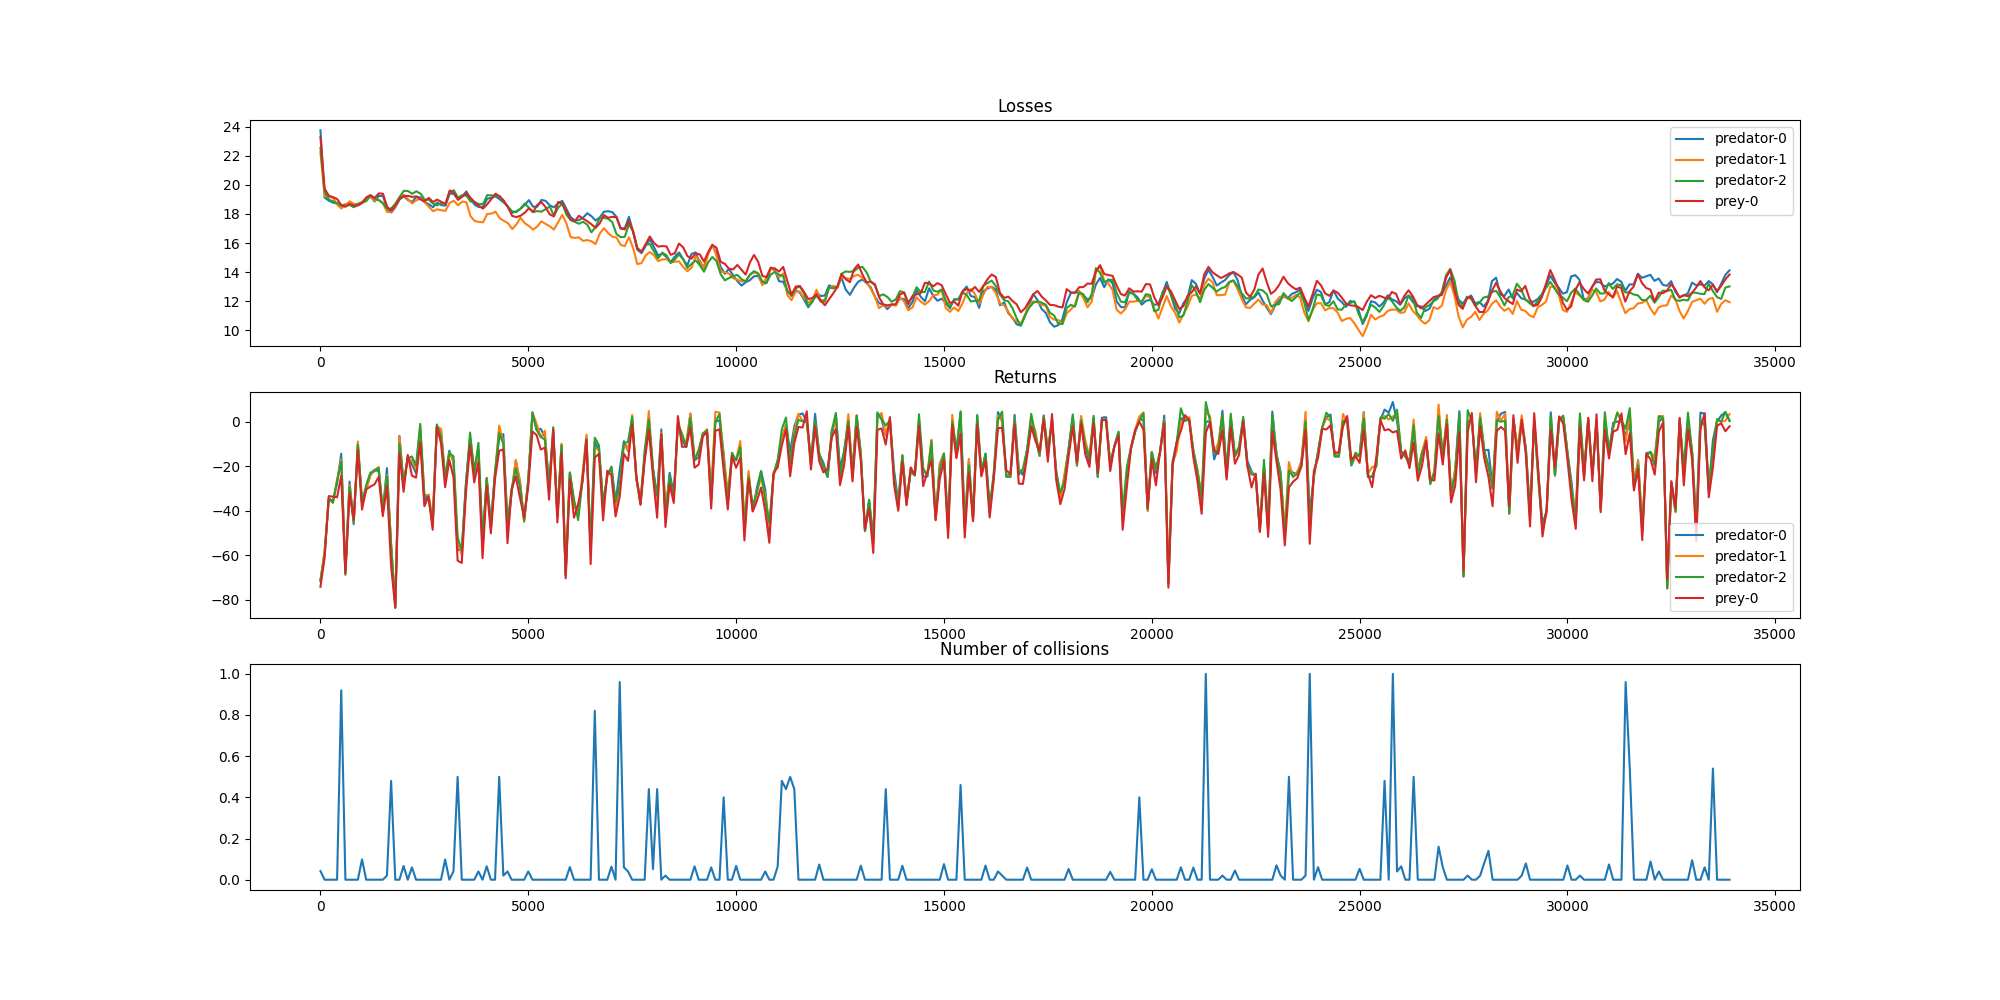 Losses
24
22
20
18
16
14
12
10
predator-0
predator-1
predator-2
prey-0
0 5000 10000 15000 20000 25000 30000 35000
Returns
0
−20
−40
−60
−80
predator-0
predator-1
predator-2
prey-0
0 5000 10000 15000 20000 25000 30000 35000
Number of collisions
1.0
0.8
0.6
0.4
0.2
0.0
0 5000 10000 15000 20000 25000 30000 35000